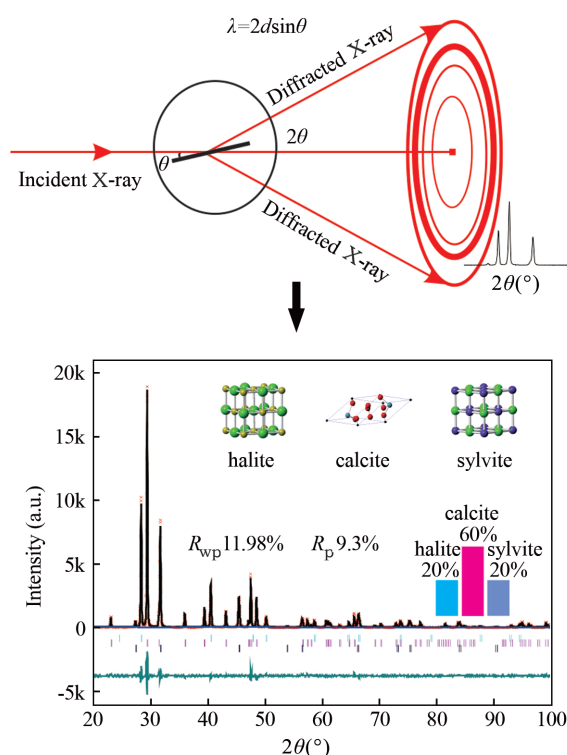 λ=2dsinθ
Diffracted X-ray
2θ
θ
Incident X-ray
Diffracted X-ray
2θ(°)
20k
15k
10k
5k
0
-5k
Intensity (a.u.)
halite
calcite
sylvite
Rwp 11.98%
Rp 9.3%
calcite
60%
halite
20%
sylvite
20%
20
30
40
50
60
70
80
90
100
2θ(°)